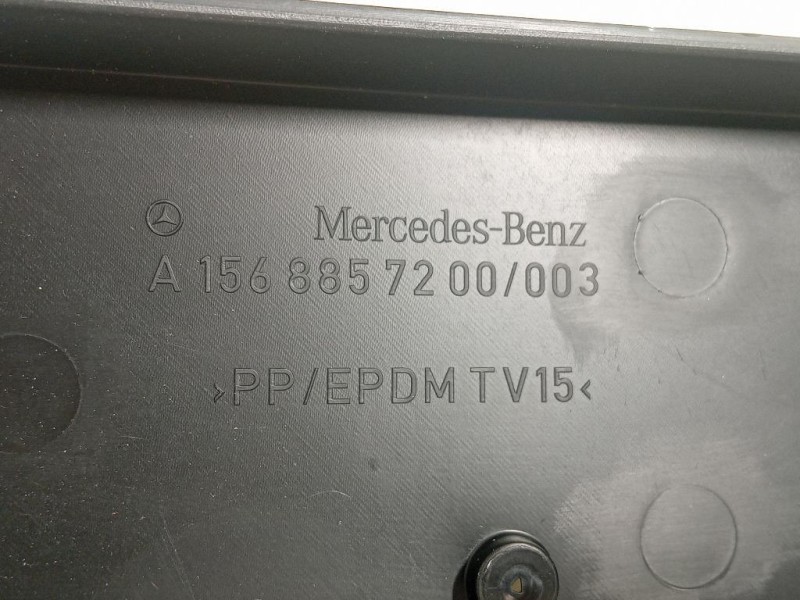 Mercedes-Benz
A 156 885 72 00/003
>PP/EPDM TV15<